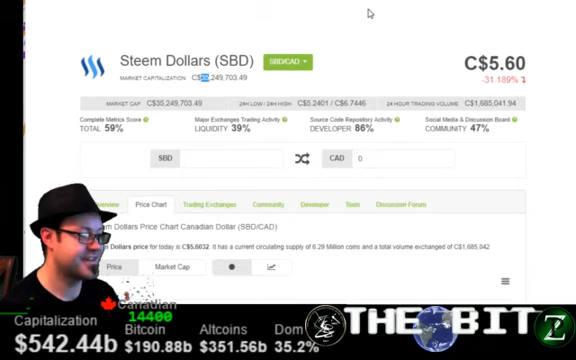 Steem Dollars (SBD)
SBD/CAD
MARKET CAPITALIZATION C$35,249,703.49
C$5.60
-31.189%
MARKET CAP C$35,249,703.49
24H LOW / 24H HIGH C$5.2401 / C$6.7446
24 HOUR TRADING VOLUME C$1,685,041.94
Complete Metrics Score
TOTAL 59%
Major Exchanges Trading Activity
LIQUIDITY 39%
Source Code Repository Activity
DEVELOPER 86%
Social Media & Discussion Board
COMMUNITY 47%
SBD
CAD 0
Price Chart
Trading Exchanges
Community
Developer
Tools
Discussion Forum
Dollars Price Chart Canadian Dollar (SBD/CAD)
Dollars price for today is C$5.6032. It has a current circulating supply of 6.29 Million coins and a total volume exchanged of C$1,685,042
Price
Market Cap
Canadian
14400
THE BIT
Z
Capitalization
$542.44b
Bitcoin
$190.88b
Altcoins
$351.56b
Dom
35.2%